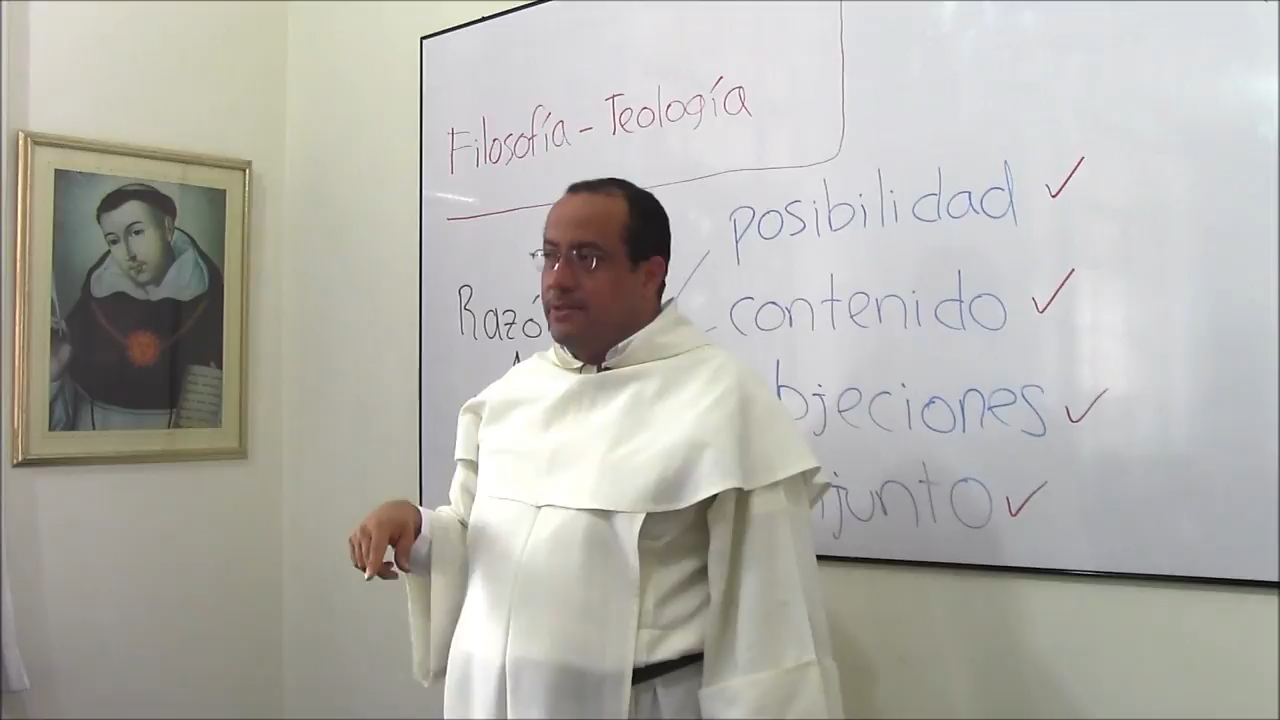 Filosofía - Teología
posibilidad ✓
Razó
contenido ✓
bjeciones ✓
junto ✓